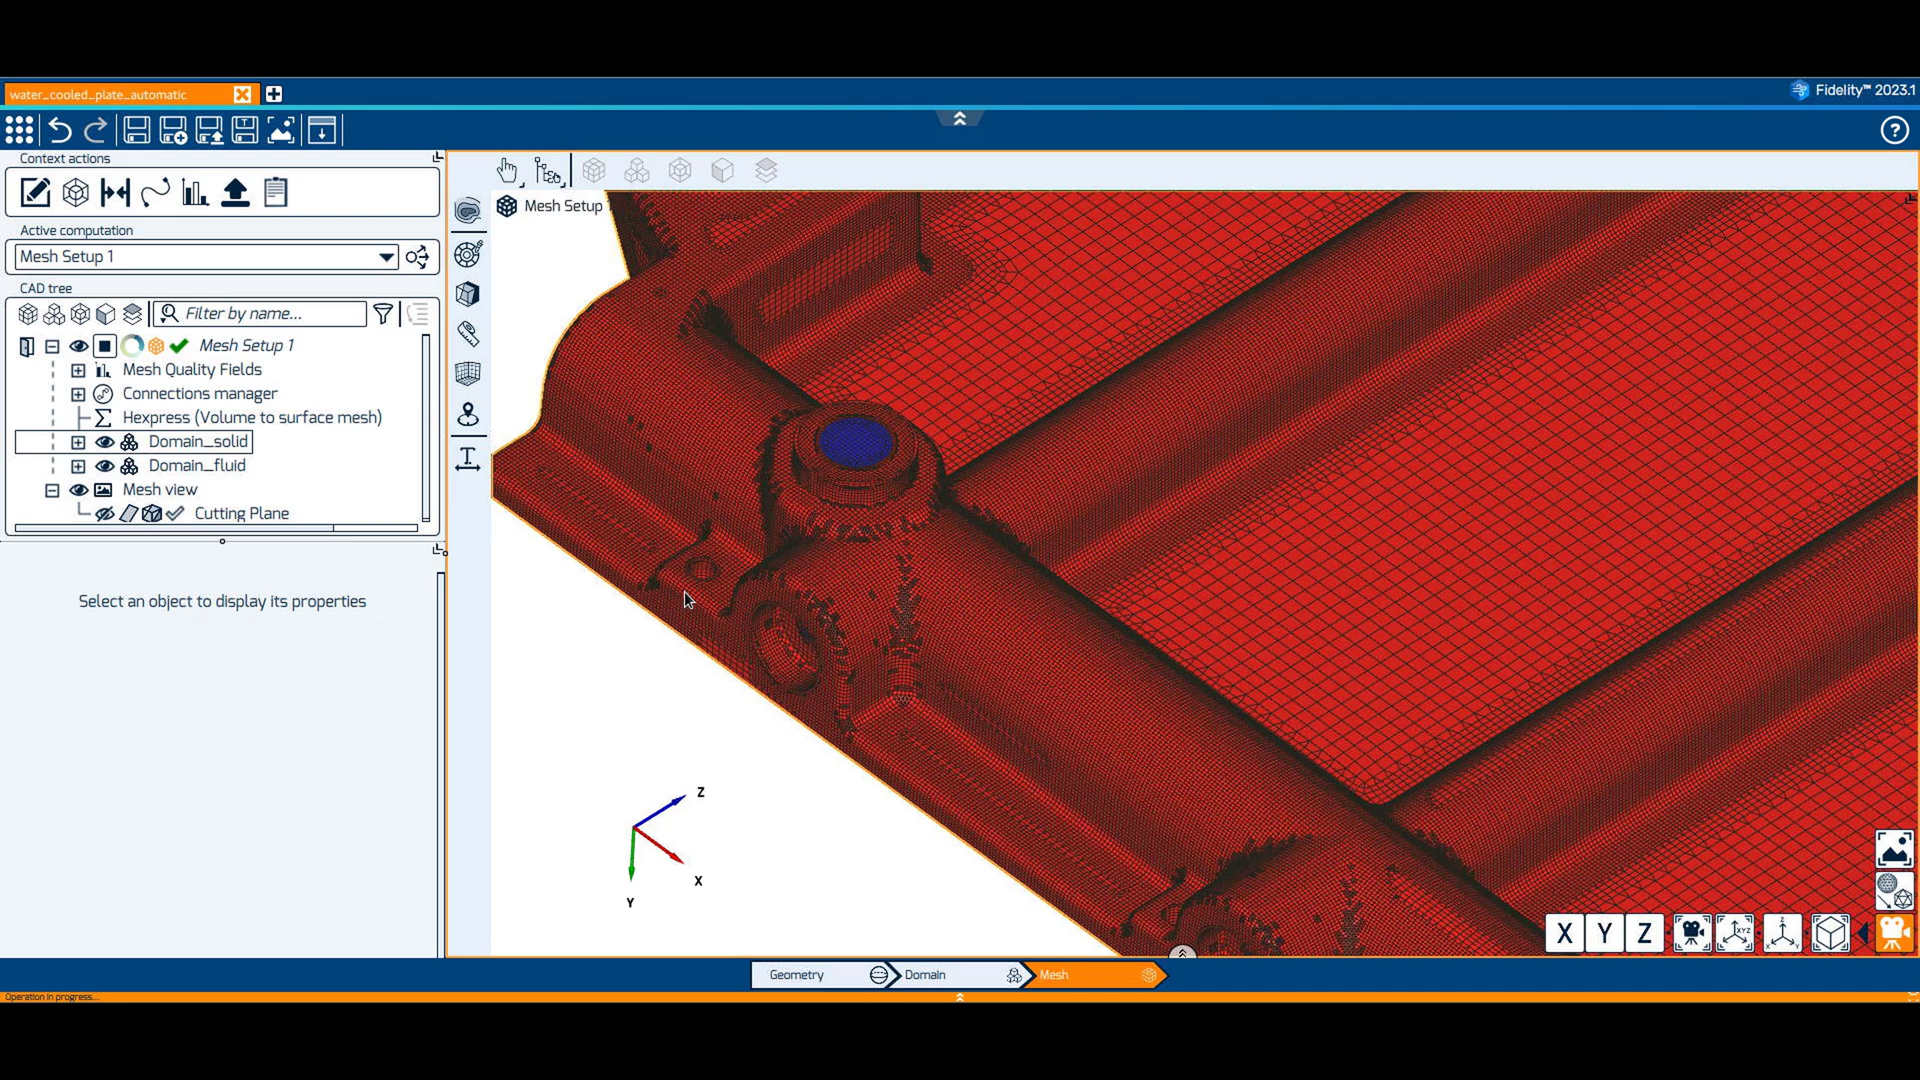 water_cooled_plate_automatic
Fidelity™ 2023.1
Context actions
Active computation
Mesh Setup 1
CAD tree
Filter by name...
Mesh Setup 1
Mesh Quality Fields
Connections manager
Hexpress (Volume to surface mesh)
Domain_solid
Domain_fluid
Mesh view
Cutting Plane
Select an object to display its properties
Mesh Setup
Z
X
Y
X Y Z
Geometry
Domain
Mesh
Operation in progress...